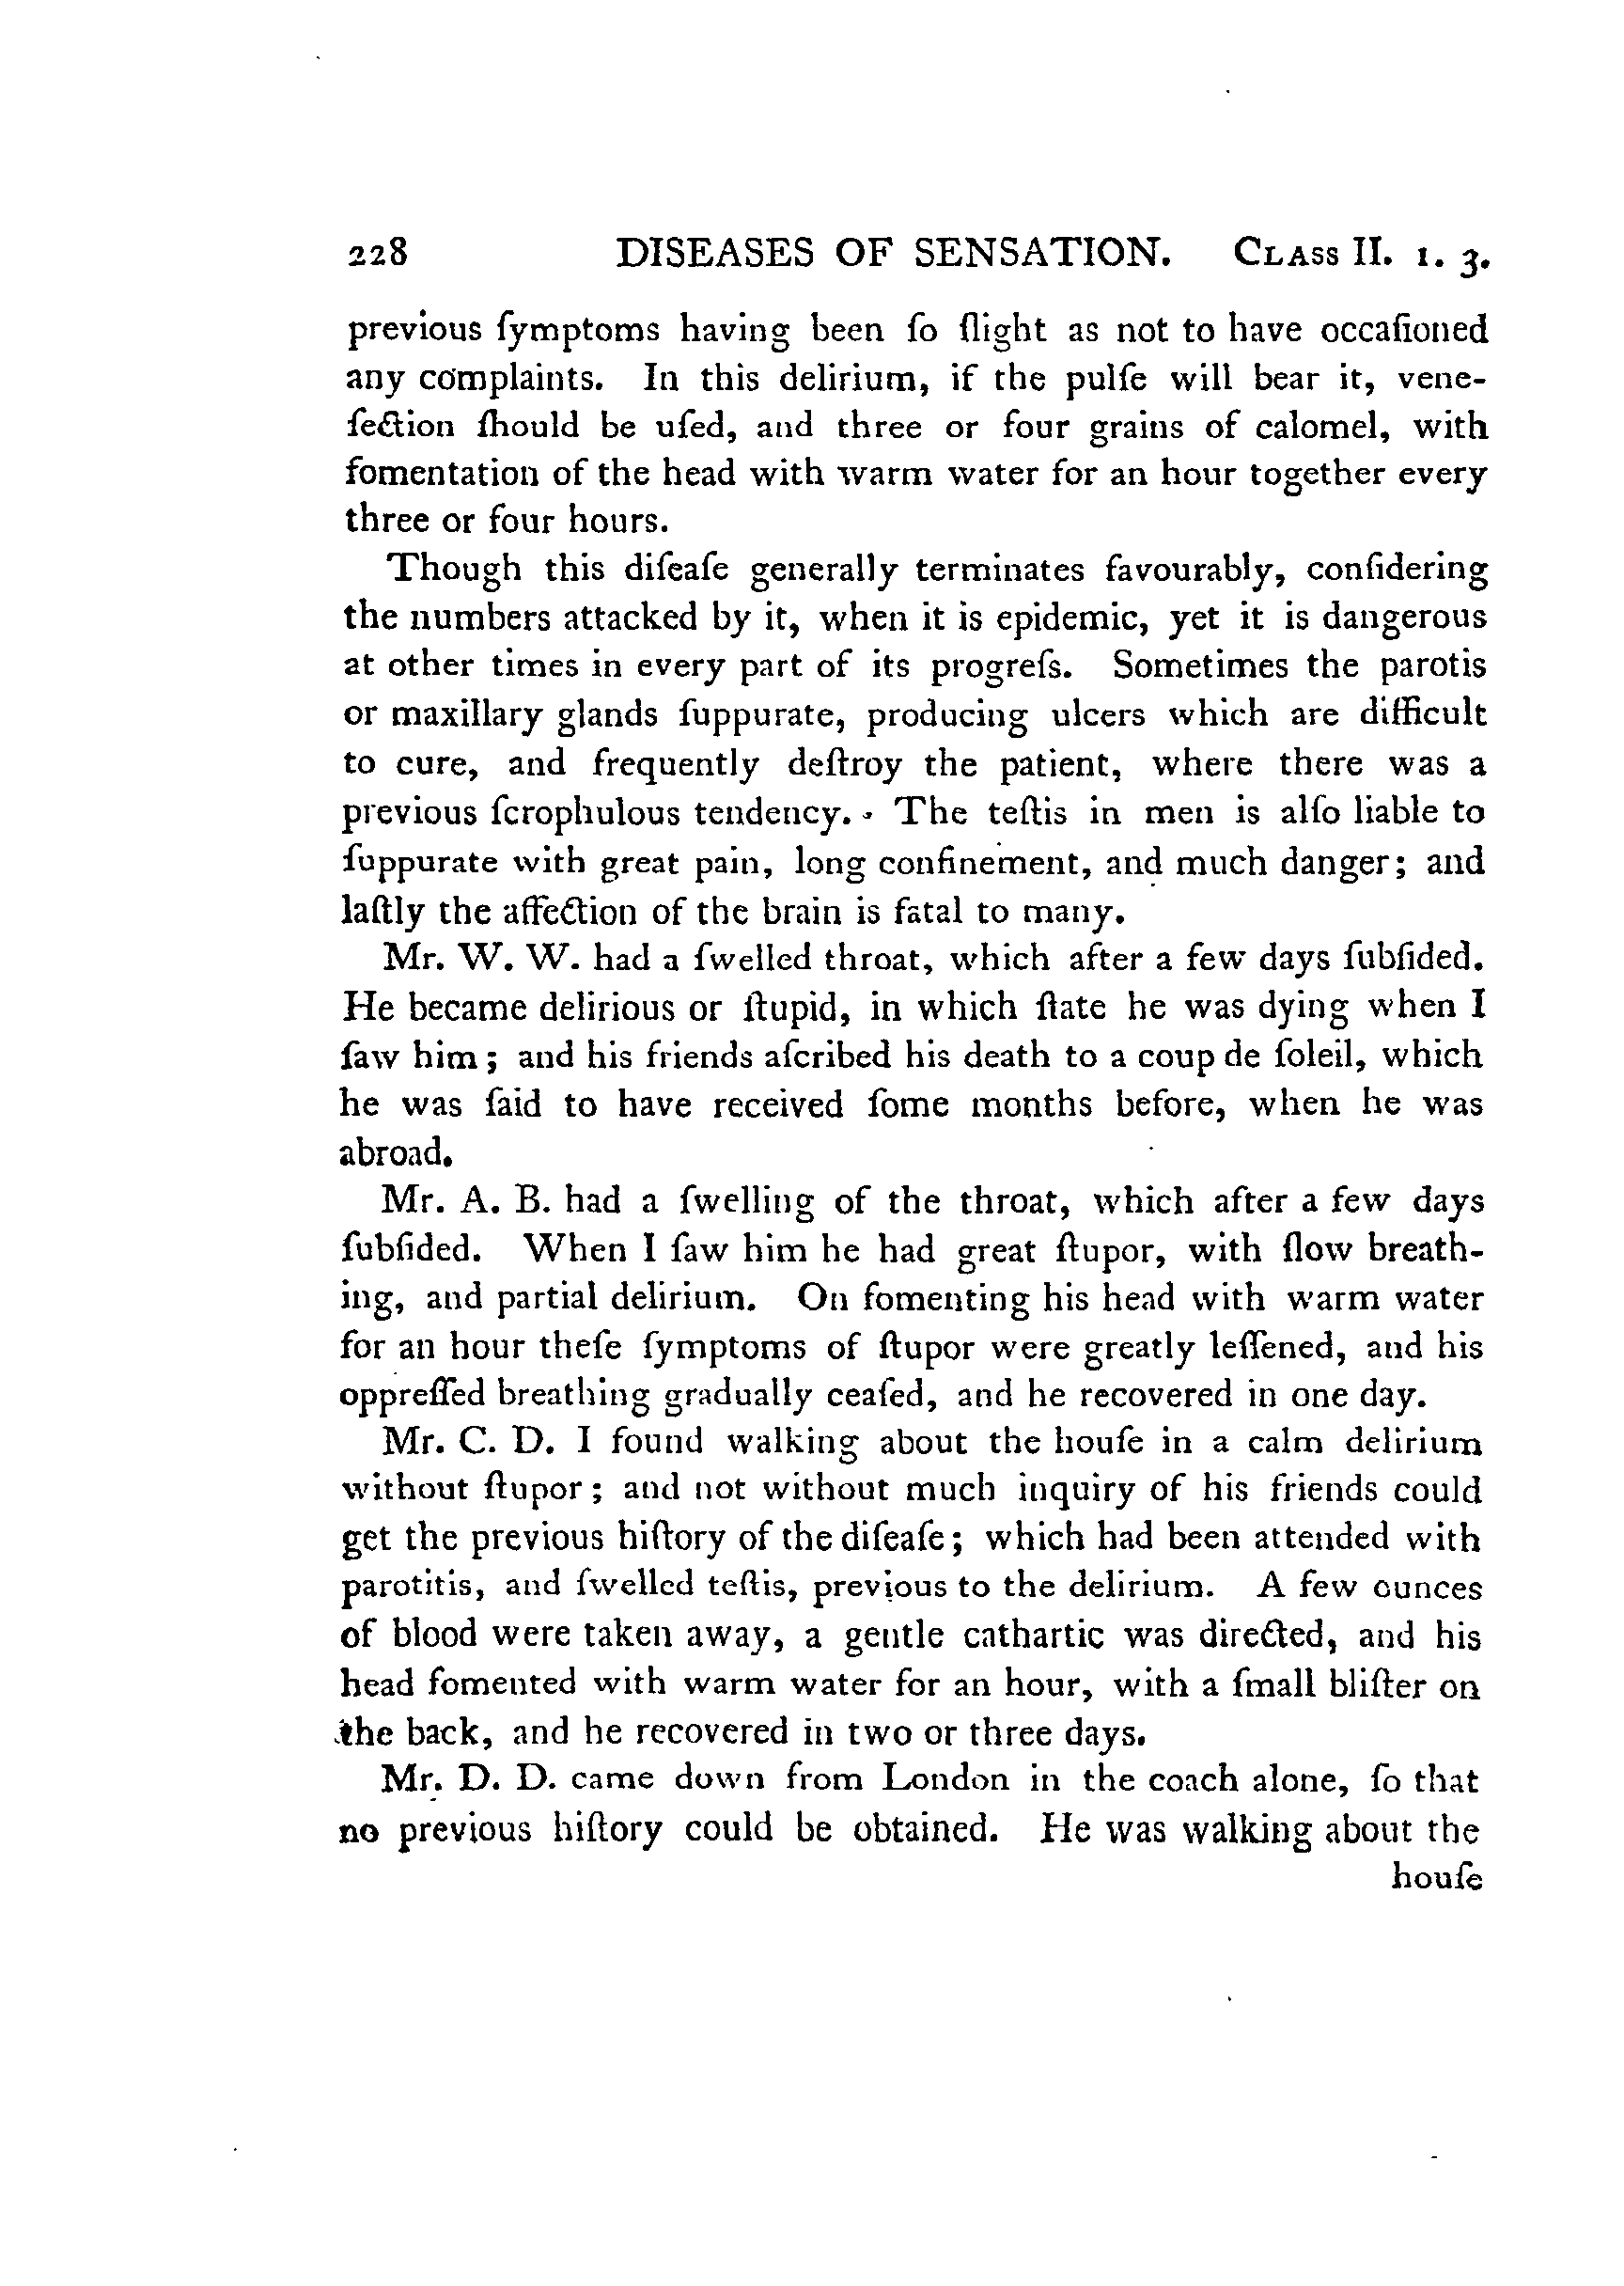 228 DISEASES OF SENSATION. CLASS II. 1. 3.
previous ſymptoms having been ſo ſlight as not to have occaſioned
any complaints. In this delirium, if the pulſe will bear it, vene-
ſection ſhould be uſed, and three or four grains of calomel, with
fomentation of the head with warm water for an hour together every
three or four hours.
Though this diſeaſe generally terminates favourably, conſidering
the numbers attacked by it, when it is epidemic, yet it is dangerous
at other times in every part of its progreſs. Sometimes the parotis
or maxillary glands ſuppurate, producing ulcers which are difficult
to cure, and frequently deſtroy the patient, where there was a
previous ſcrophulous tendency. The teſtis in men is alſo liable to
ſuppurate with great pain, long confinement, and much danger; and
laſtly the affection of the brain is fatal to many.
Mr. W. W. had a ſwelled throat, which after a few days ſubſided.
He became delirious or ſtupid, in which ſtate he was dying when I
ſaw him; and his friends aſcribed his death to a coup de ſoleil, which
he was ſaid to have received ſome months before, when he was
abroad.
Mr. A. B. had a ſwelling of the throat, which after a few days
ſubſided. When I ſaw him he had great ſtupor, with ſlow breath-
ing, and partial delirium. On fomenting his head with warm water
for an hour theſe ſymptoms of ſtupor were greatly leſſened, and his
oppreſſed breathing gradually ceaſed, and he recovered in one day.
Mr. C. D. I found walking about the houſe in a calm delirium
without ſtupor; and not without much inquiry of his friends could
get the previous hiſtory of the diſeaſe; which had been attended with
parotitis, and ſwelled teſtis, previous to the delirium. A few ounces
of blood were taken away, a gentle cathartic was directed, and his
head fomented with warm water for an hour, with a ſmall bliſter on
the back, and he recovered in two or three days.
Mr. D. D. came down from London in the coach alone, ſo that
no previous hiſtory could be obtained. He was walking about the
houſe